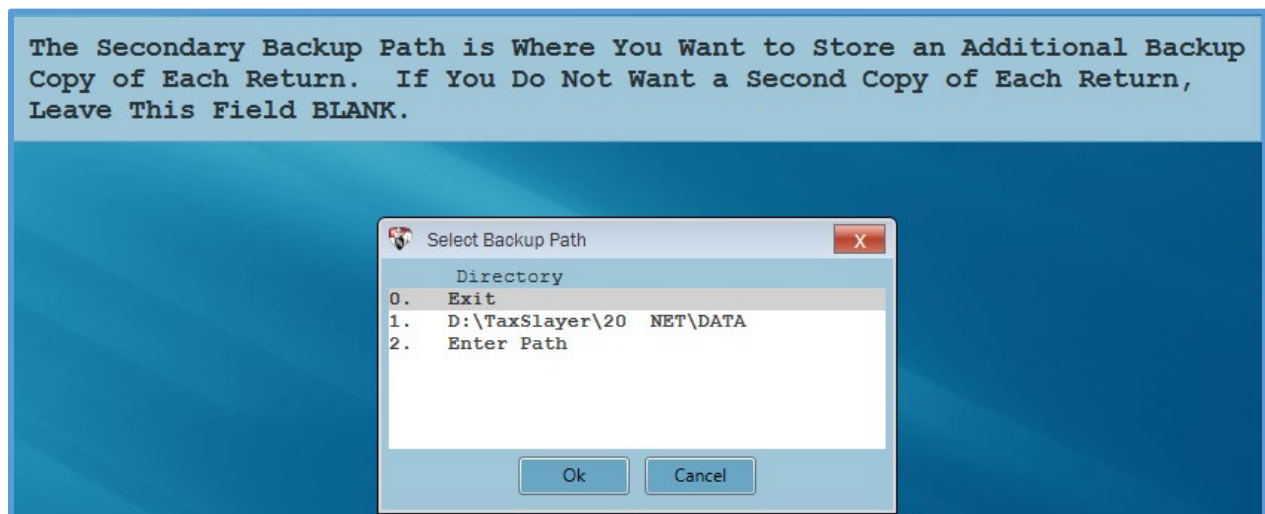 The Secondary Backup Path is Where You Want to Store an Additional Backup
Copy of Each Return.  If You Do Not Want a Second Copy of Each Return,
Leave This Field BLANK.
Select Backup Path
X
Directory
0.   Exit
1.   D:\TaxSlayer\20  NET\DATA
2.   Enter Path
Ok
Cancel